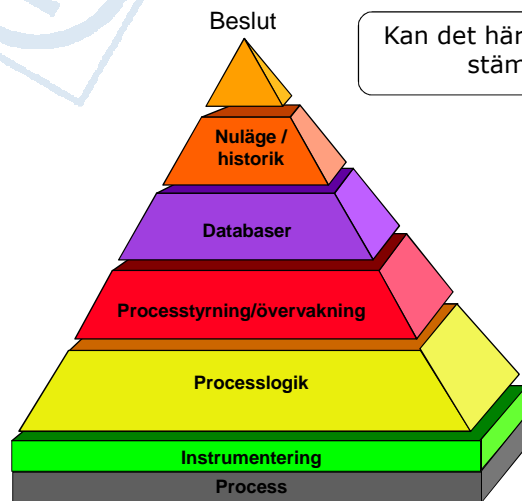 Beslut
Kan det här
stäm
Nuläge /
historik
Databaser
Processtyrning/övervakning
Processlogik
Instrumentering
Process